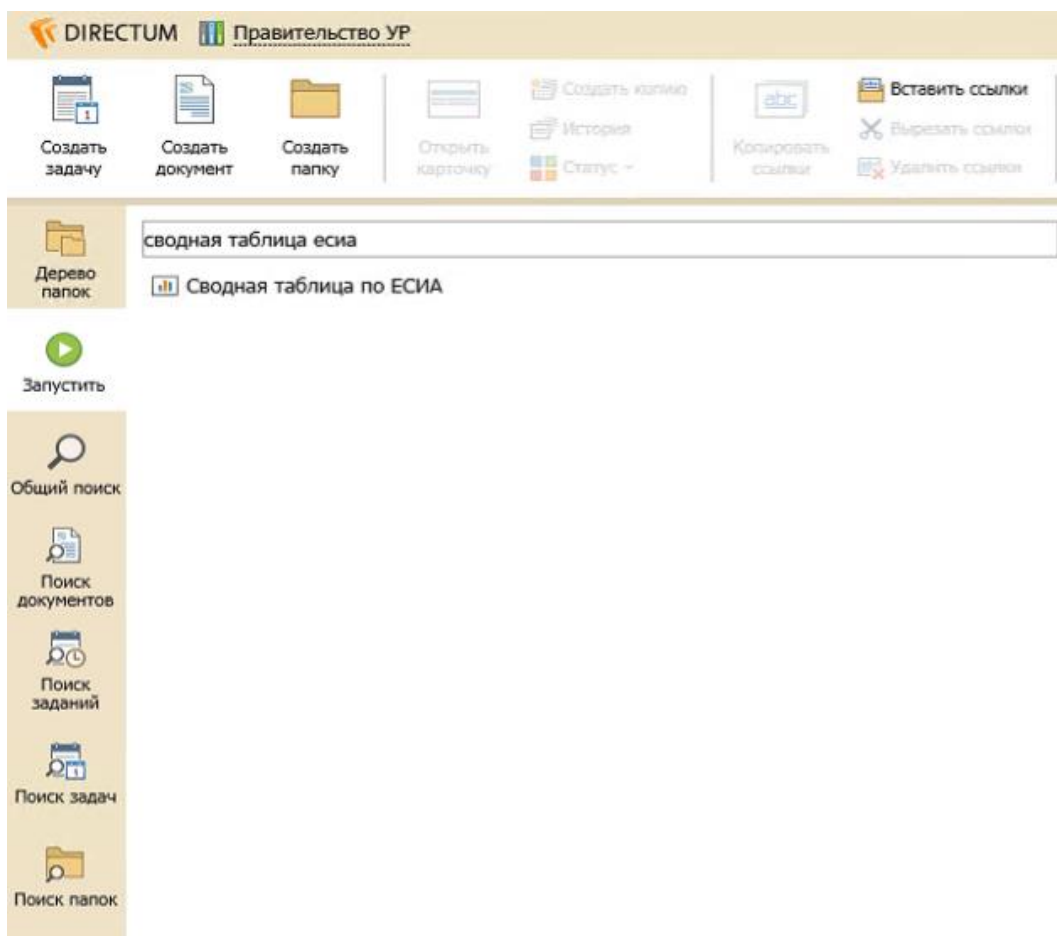 DIRECTUM Правительство УР
Создать задачу
Создать документ
Создать папку
Открыть карточку
Создать копию
История
Статус
abc
Копировать ссылки
Вставить ссылки
Вырезать ссылки
Удалить ссылки
Дерево папок
сводная таблица есиа
Сводная таблица по ЕСИА
Запустить
Общий поиск
Поиск документов
Поиск заданий
Поиск задач
Поиск папок